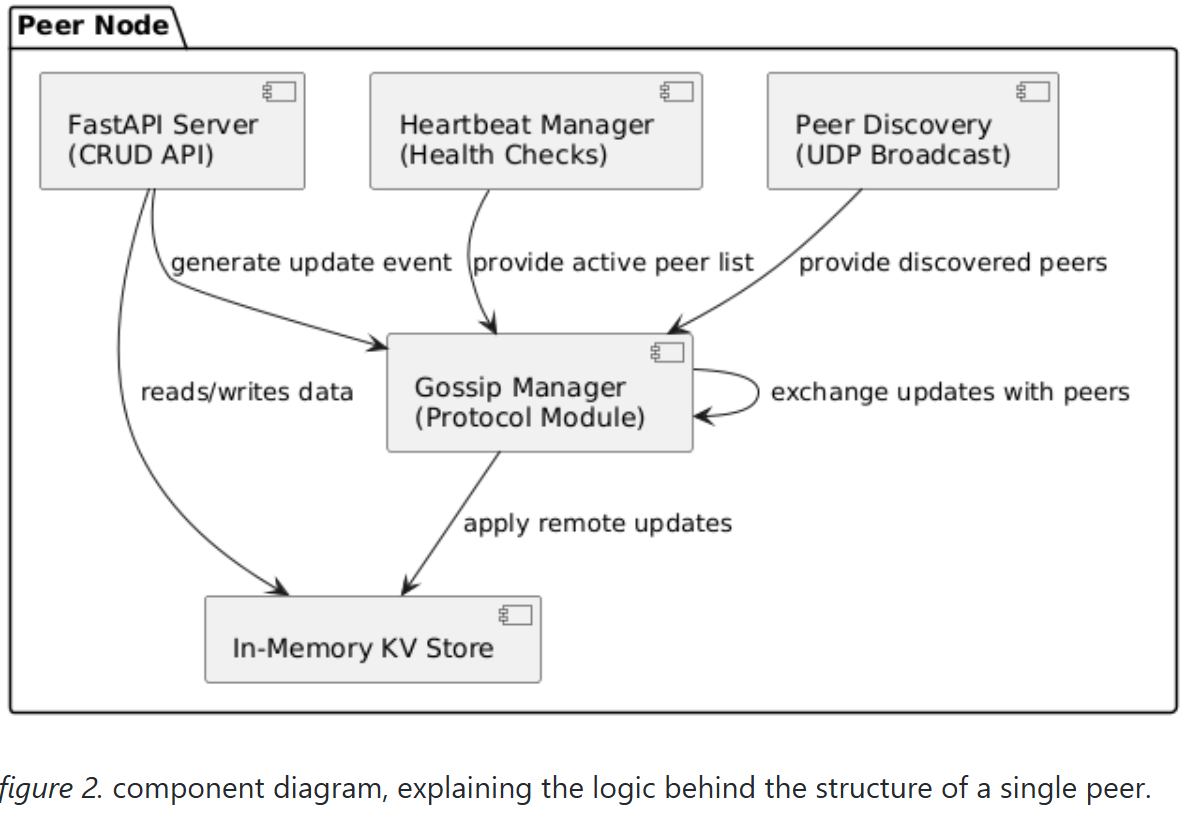 Peer Node
FastAPI Server
(CRUD API)
Heartbeat Manager
(Health Checks)
Peer Discovery
(UDP Broadcast)
generate update event
provide active peer list
provide discovered peers
reads/writes data
Gossip Manager
(Protocol Module)
exchange updates with peers
apply remote updates
In-Memory KV Store
figure 2. component diagram, explaining the logic behind the structure of a single peer.